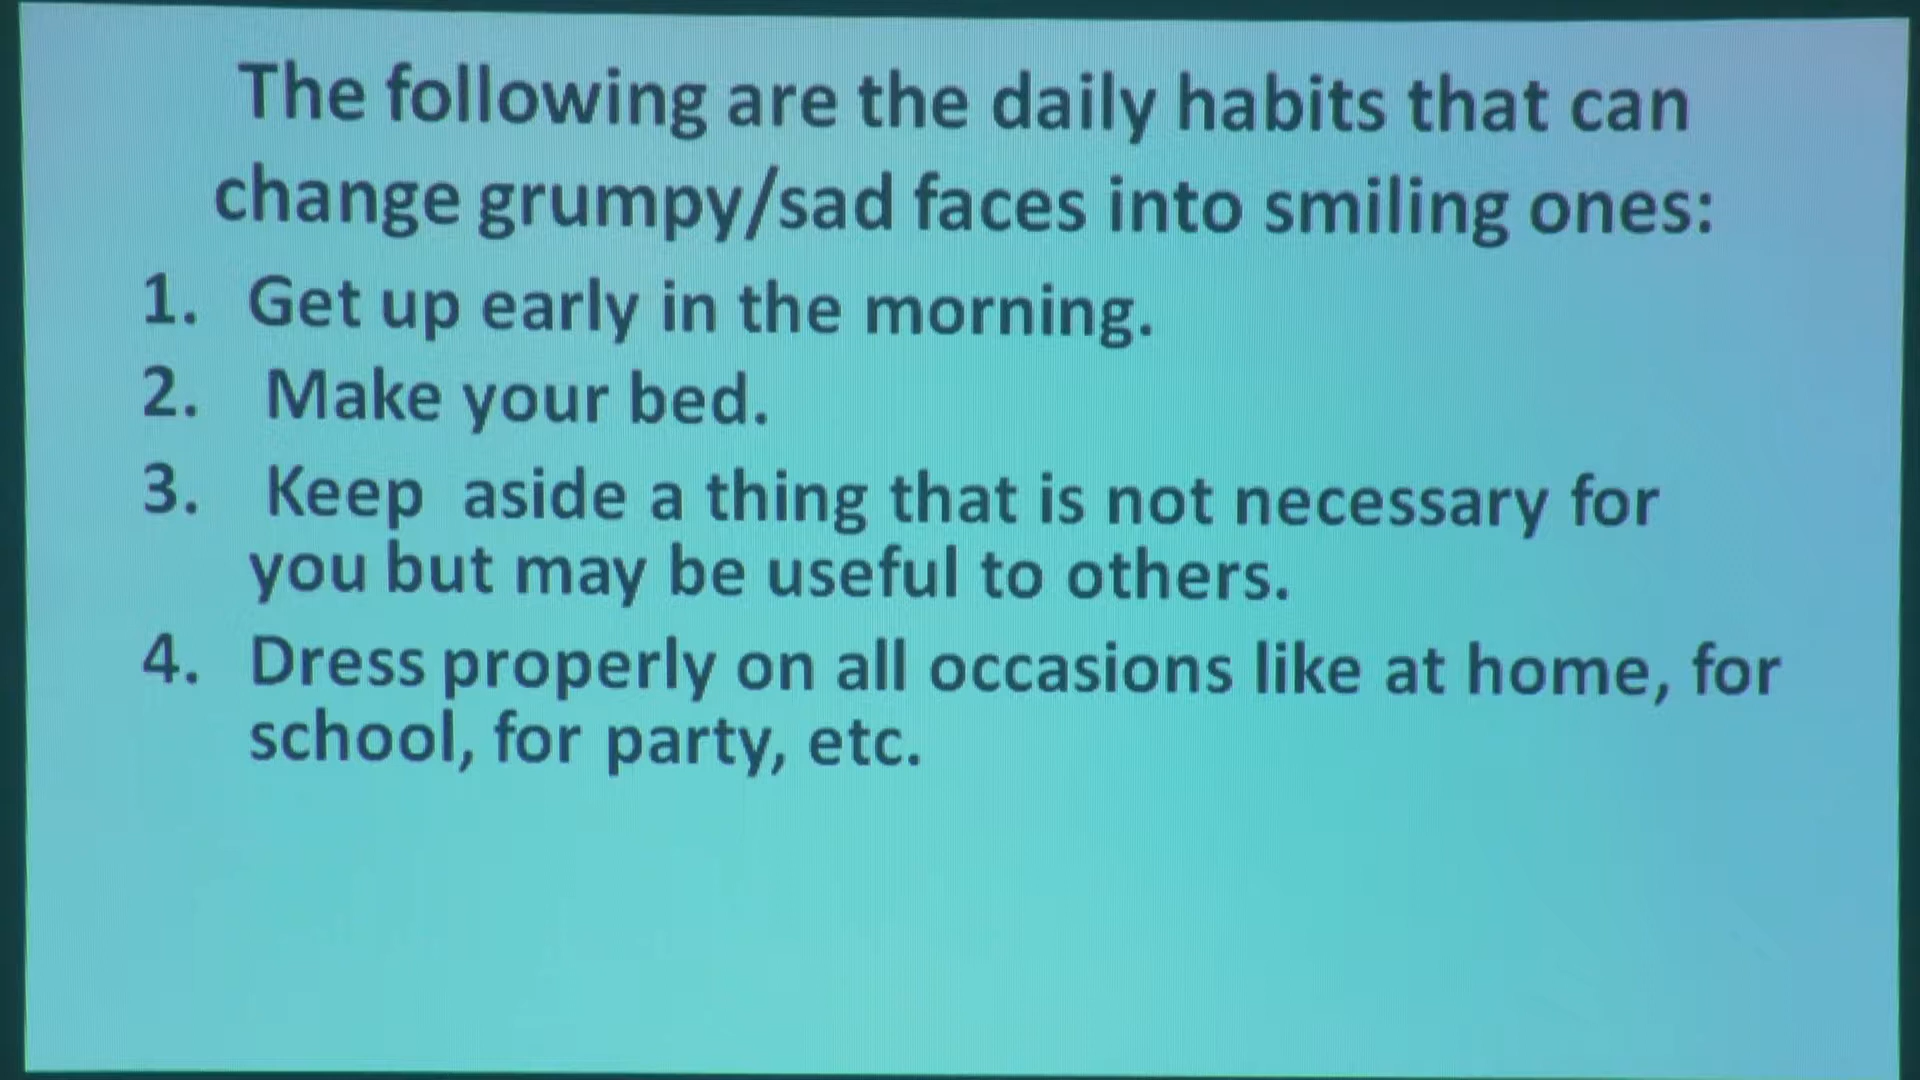 The following are the daily habits that can
change grumpy/sad faces into smiling ones:
1. Get up early in the morning.
2. Make your bed.
3. Keep aside a thing that is not necessary for
you but may be useful to others.
4. Dress properly on all occasions like at home, for
school, for party, etc.